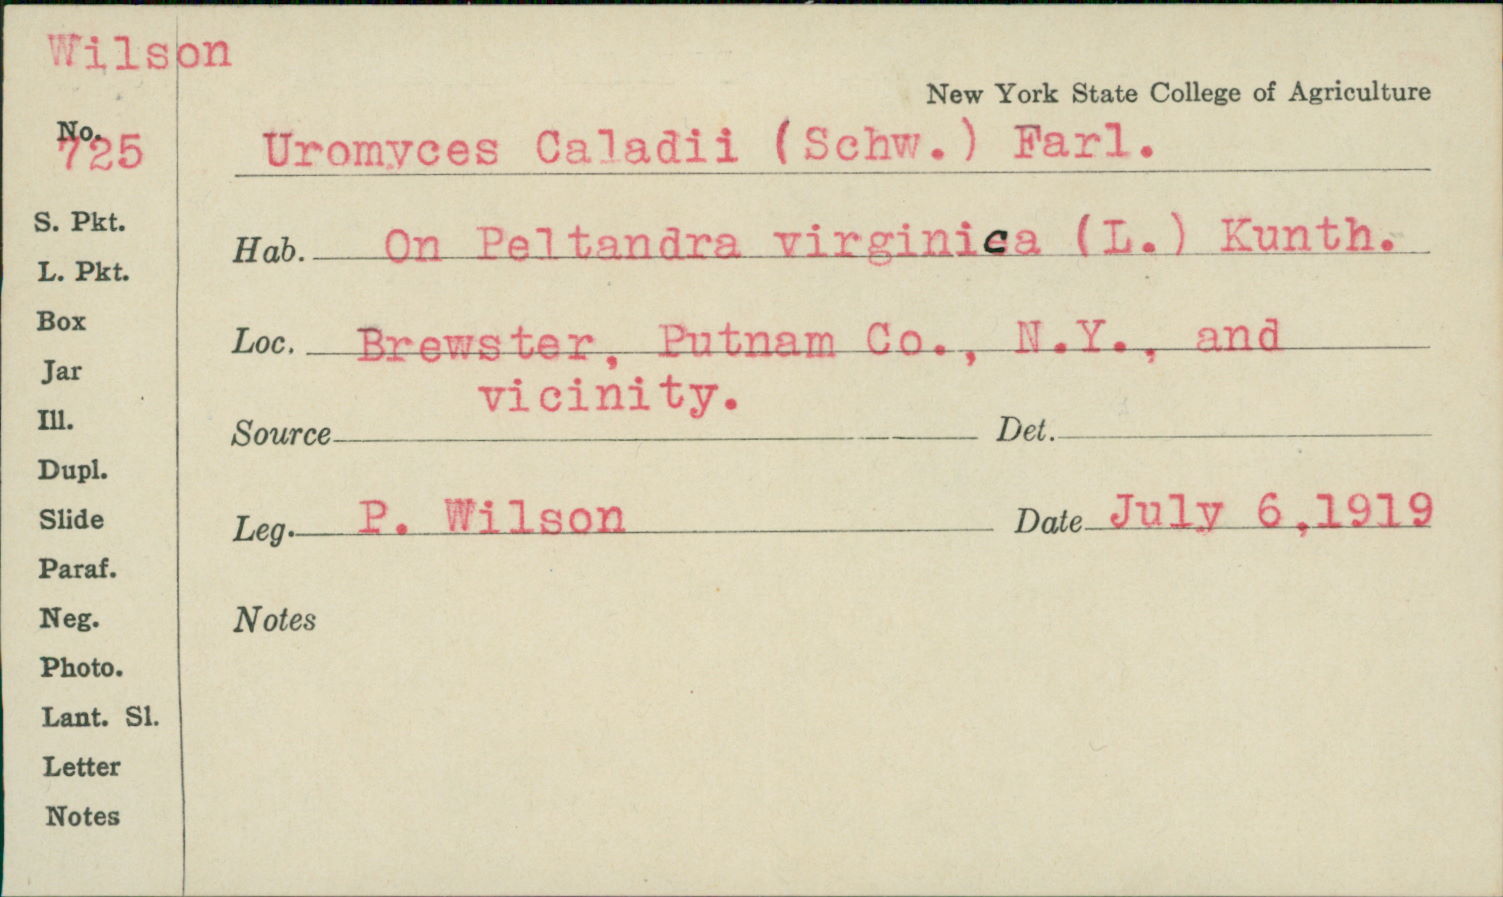 Wilson
New York State College of Agriculture
No.
725
Uromyces Caladii (Schw.) Farl.
S. Pkt.
Hab. On Peltandra virginica (L.) Kunth.
L. Pkt.
Box
Loc. Brewster, Putnam Co., N.Y., and
Jar
vicinity.
Ill.
Source
Det.
Dupl.
Slide
Leg. P. Wilson
Date July 6,1919
Paraf.
Neg.
Notes
Photo.
Lant. Sl.
Letter
Notes